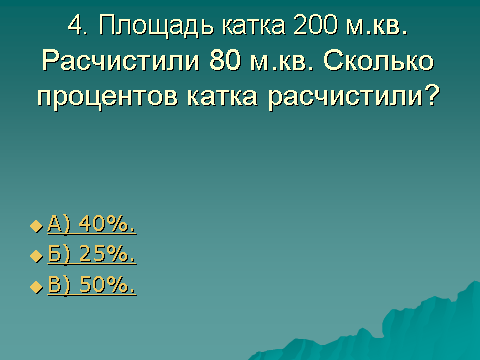 4. Площадь катка 200 м.кв.
Расчистили 80 м.кв. Сколько
процентов катка расчистили?
А) 40%.
Б) 25%.
В) 50%.